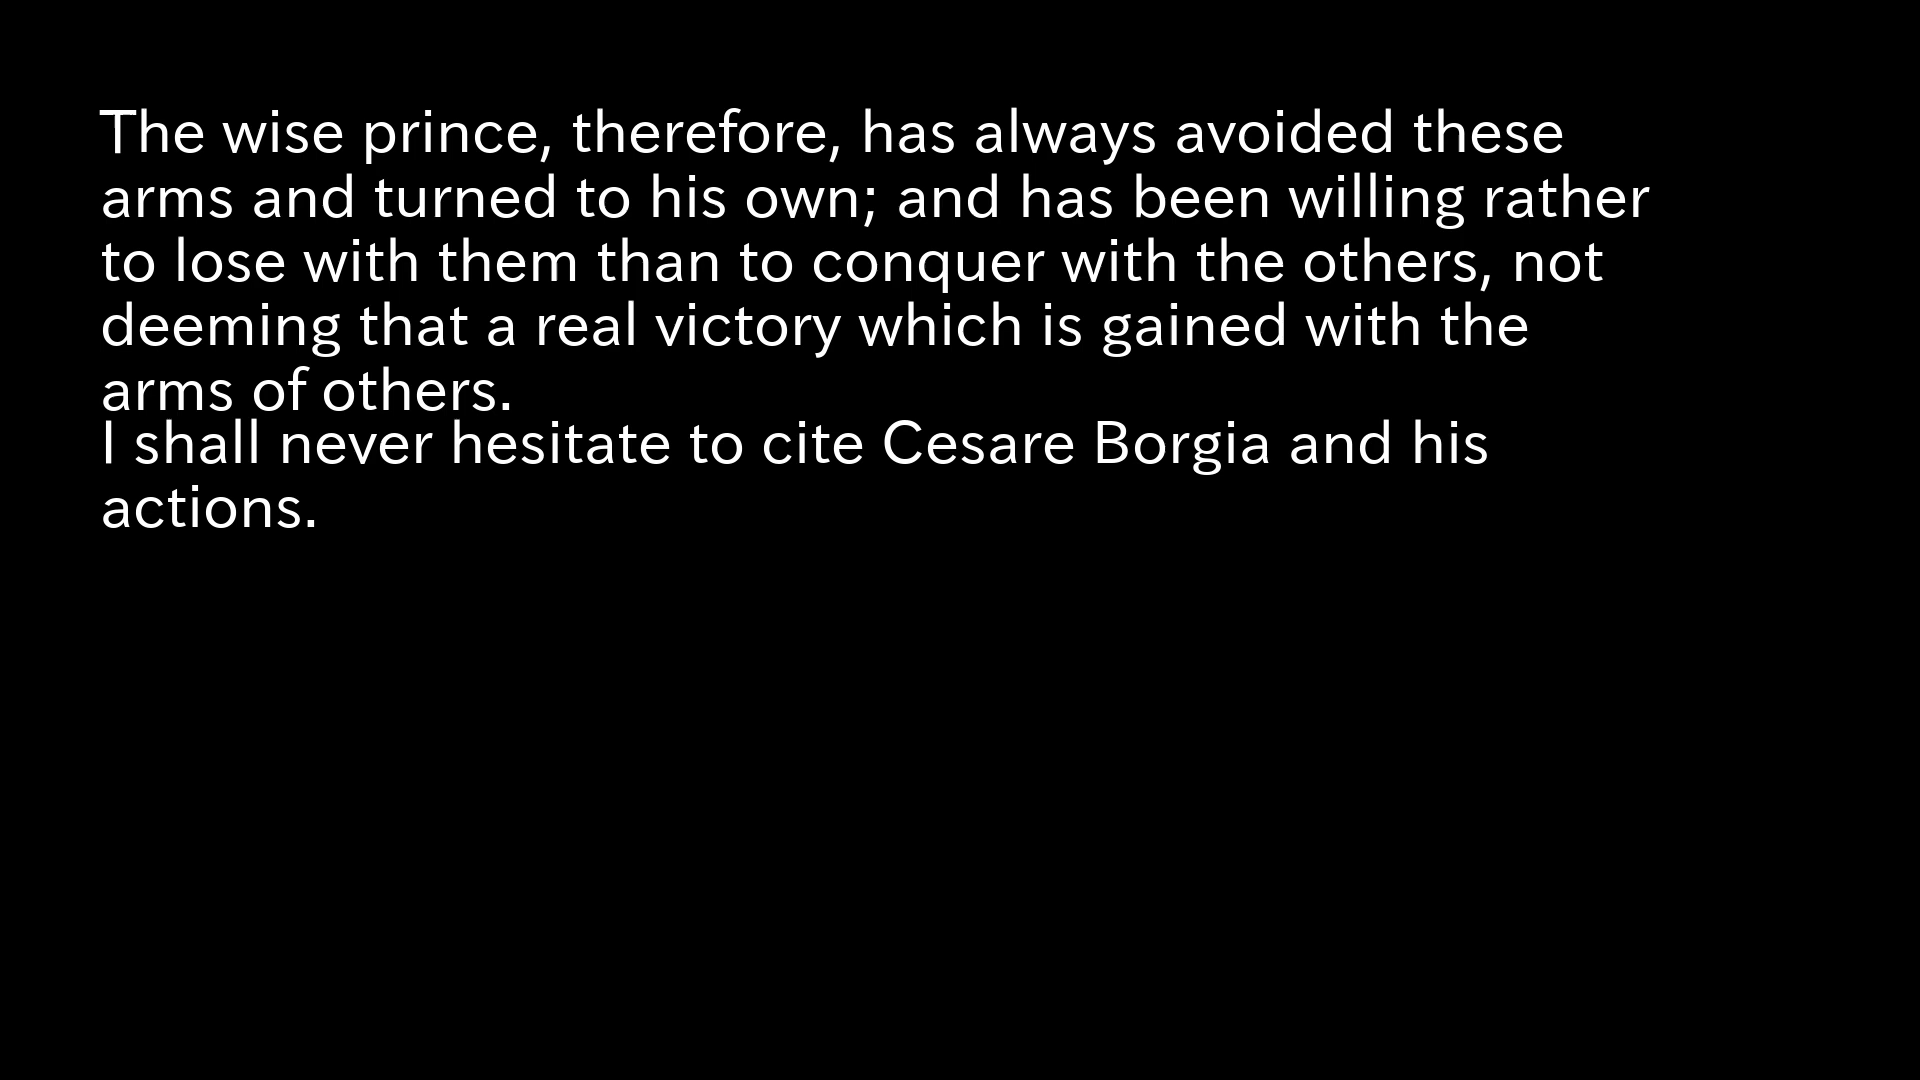 The wise prince, therefore, has always avoided these
arms and turned to his own; and has been willing rather
to lose with them than to conquer with the others, not
deeming that a real victory which is gained with the
arms of others.
I shall never hesitate to cite Cesare Borgia and his
actions.